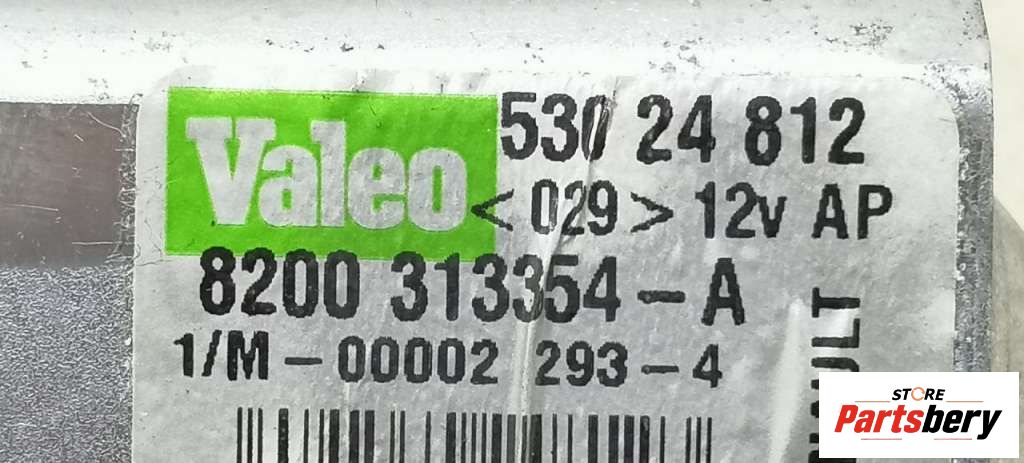 Valeo
530 24 812
<029> 12v AP
8200 313354-A
1/M-00002 293-4
STORE
Partsbery